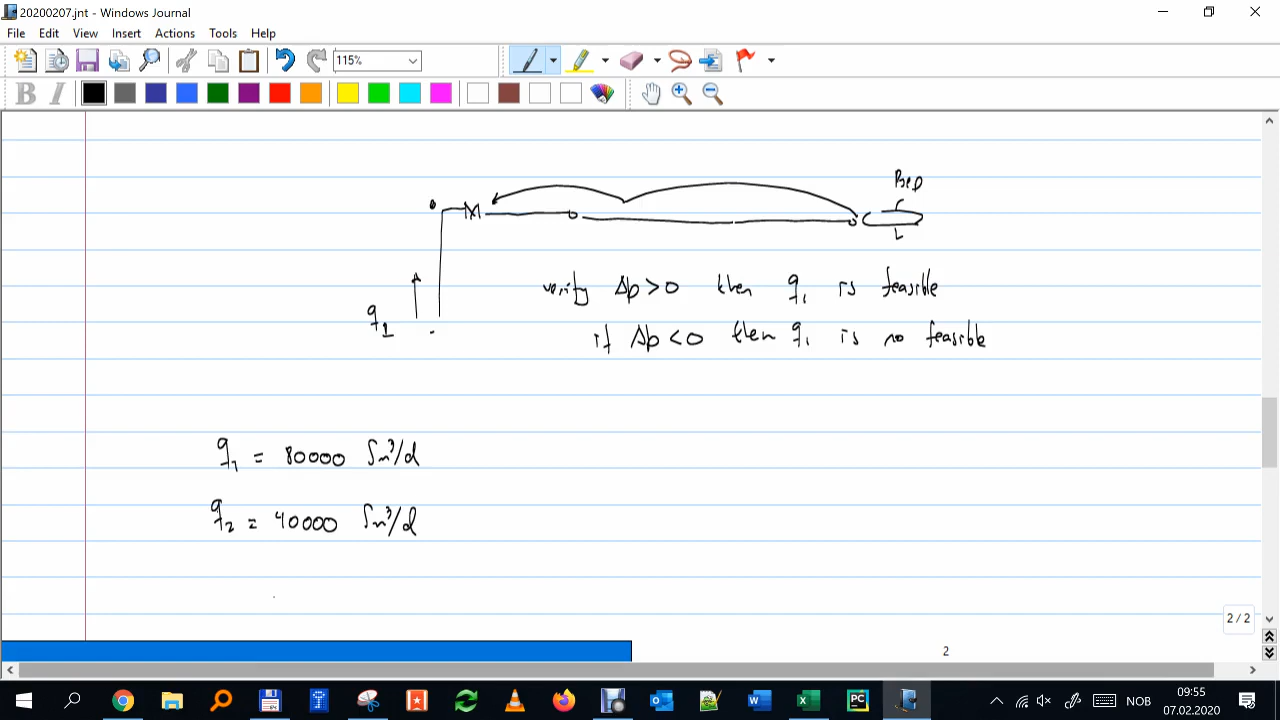 20200207.jnt - Windows Journal
File Edit View Insert Actions Tools Help
115%
B I
verify Δp > 0 then q1 is feasible
if Δp < 0 then q1 is no feasible
q1 = 80000 Sm³/d
q2 = 40000 Sm³/d
2 / 2
2
NOB
09:55
07.02.2020